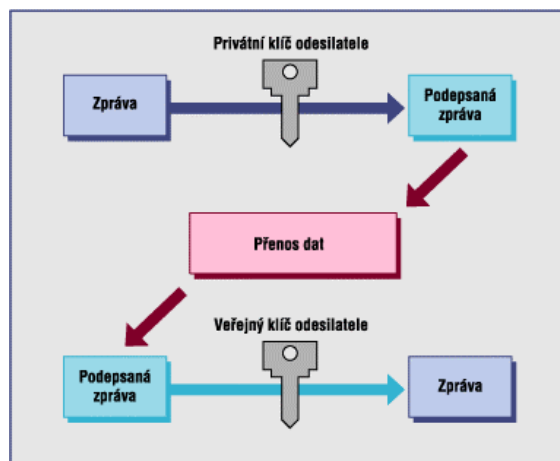 Privátní klíč odesilatele
Zpráva
Podepsaná
zpráva
Přenos dat
Veřejný klíč odesilatele
Podepsaná
zpráva
Zpráva